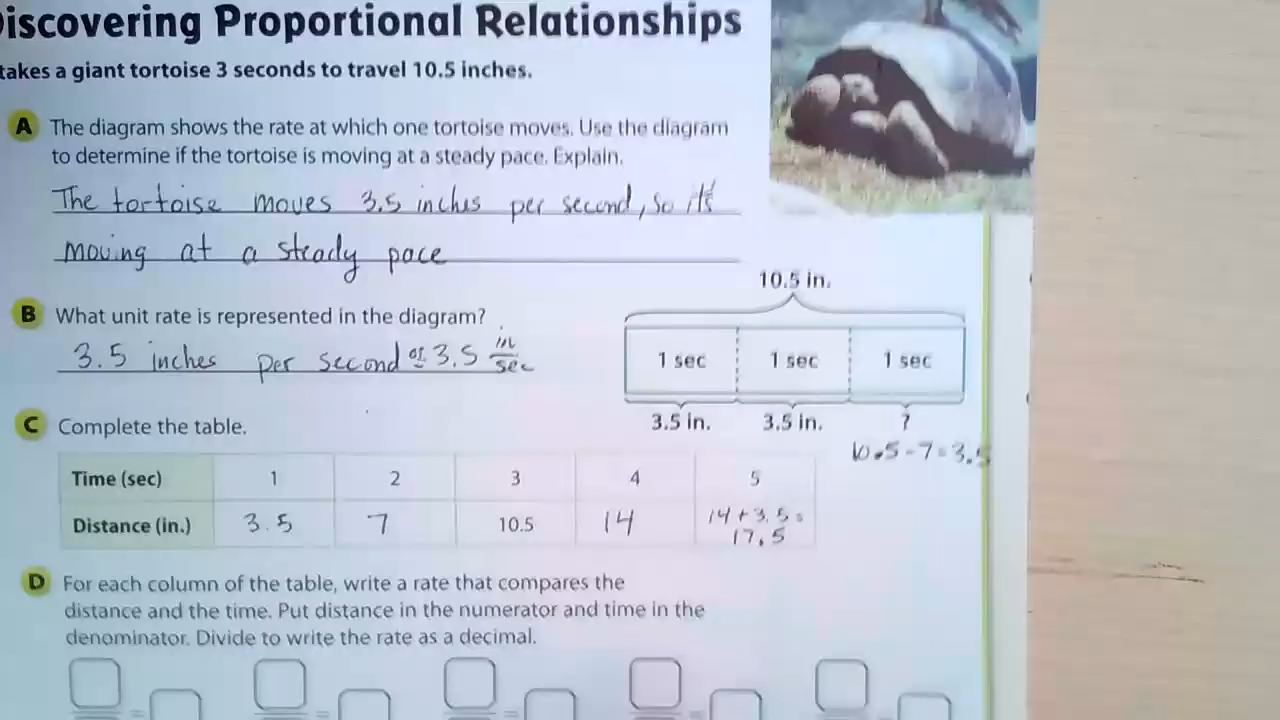 iscovering Proportional Relationships
takes a giant tortoise 3 seconds to travel 10.5 inches.
A The diagram shows the rate at which one tortoise moves. Use the diagram
to determine if the tortoise is moving at a steady pace. Explain.
The tortoise moves 3.5 inches per second, so it's
moving at a steady pace
10.5 in.
B What unit rate is represented in the diagram?
3.5 inches per second or 3.5 in/sec
1 sec 1 sec 1 sec
3.5 in. 3.5 in. ?
10.5 - 7 = 3.5
C Complete the table.
Time (sec) 1 2 3 4 5
Distance (in.) 3.5 7 10.5 14 14 + 3.5 =
17.5
D For each column of the table, write a rate that compares the
distance and the time. Put distance in the numerator and time in the
denominator. Divide to write the rate as a decimal.
= = = =